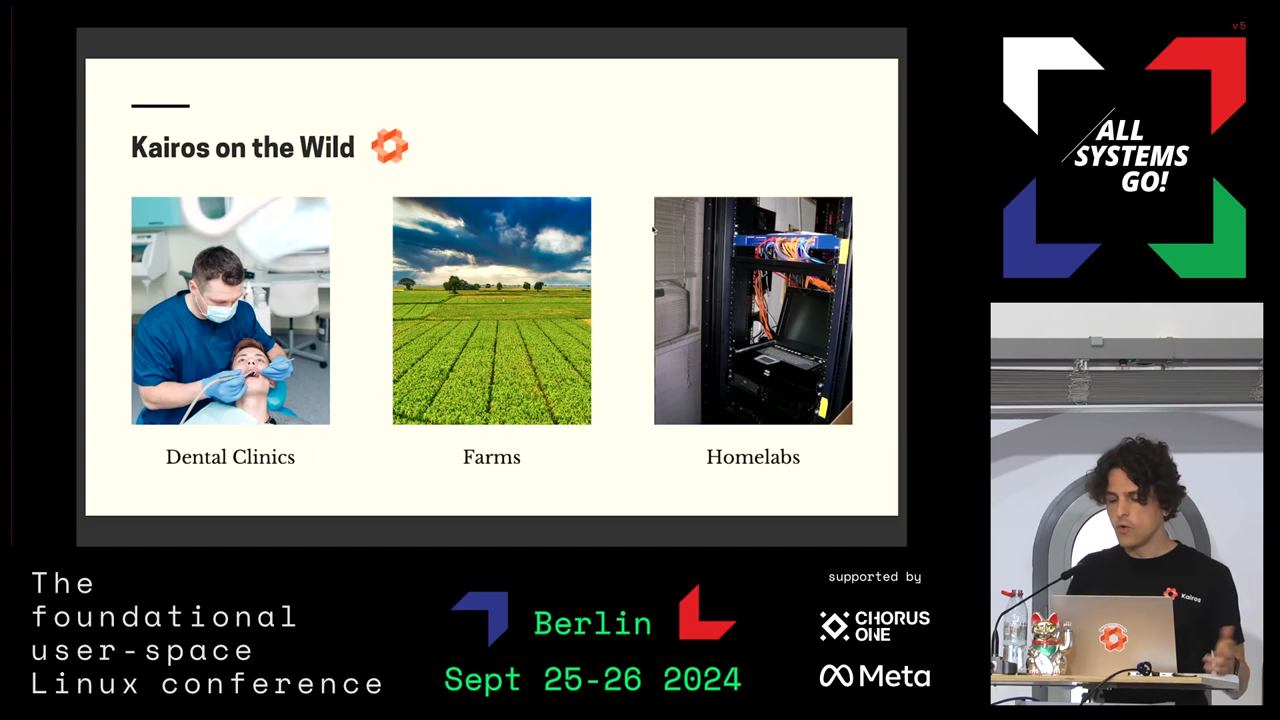 Kairos on the Wild
Dental Clinics
Farms
Homelabs
v5
ALL
SYSTEMS
GO!
Kairos
The
foundational
user-space
Linux conference
Berlin
Sept 25-26 2024
supported by
CHORUS
ONE
Meta